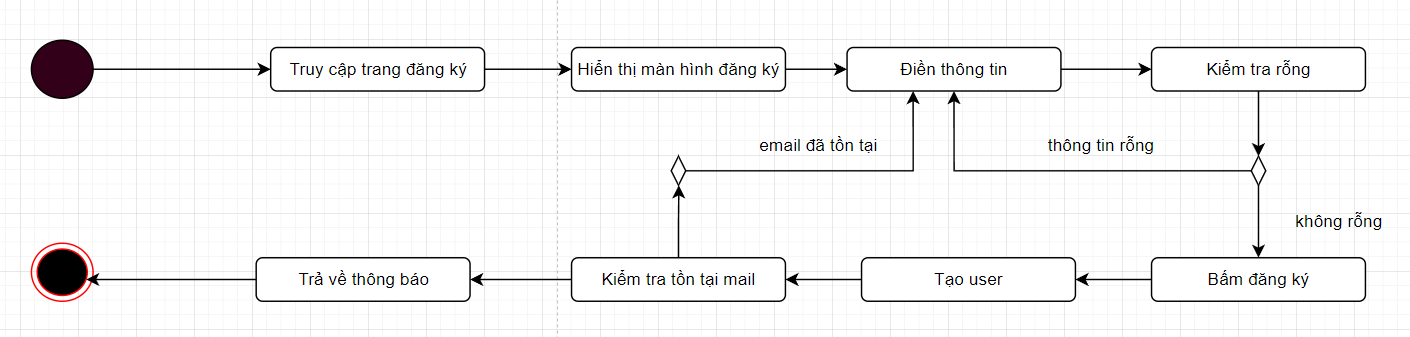 Truy cập trang đăng ký
Hiển thị màn hình đăng ký
Điền thông tin
Kiểm tra rỗng
email đã tồn tại
thông tin rỗng
không rỗng
Trả về thông báo
Kiểm tra tồn tại mail
Tạo user
Bấm đăng ký